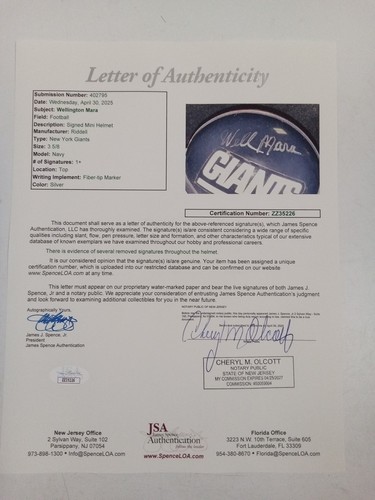 Letter of Authenticity
Submission Number: 402786
Date: Wednesday, April 30, 2025
Subject: Wellington Mara
Field: Football
Description: Signed Mini Helmet
Manufacturer: Riddell
Type: New York Giants
Size: 3 5/8
Model: Navy
# of Signatures: 1+
Location: Top
Writing Implement: Fiber-tip Marker
Color: Silver
Well Mara
GIANTS
Certification Number: ZZ35226
This document shall serve as a letter of authenticity for the above-referenced signature(s), which James Spence
Authentication, LLC has thoroughly examined. The signature(s) is/are consistent considering a wide range of specific
qualities including slant, flow, pen pressure, letter size and formation, and other characteristics typical of our extensive
database of known exemplars we have examined throughout our hobby and professional careers.
There is evidence of several removed signatures throughout the helmet
It is our considered opinion that the signature(s) is/are genuine. Your item has been assigned a unique
certification number, which is uploaded into our restricted database and can be confirmed on our website:
www.SpenceLOA.com at any time.
This letter must appear on our proprietary water-marked paper and bear the live signatures of both James J.
Spence, Jr and a notary public. We appreciate your consideration of entrusting James Spence Authentication's judgment
and look forward to examining additional collectibles for you in the near future.
Autographically Yours,
James J. Spence, Jr.
President
James Spence Authentication
NOTARY PUBLIC OF NEW JERSEY
Cheryl M Olcott
CHERYL M. OLCOTT
NOTARY PUBLIC
STATE OF NEW JERSEY
ZZ35226
New Jersey Office
2 Sylvan Way, Suite 102
Parsippany, NJ 07054
973-898-1300 • Info@SpenceLOA.com
JSA
Authentication
www.SpenceLOA.com
Florida Office
3223 N.W. 10th Terrace, Suite 605
Fort Lauderdale, FL 33309
954-380-8670 • Florida@SpenceLOA.com